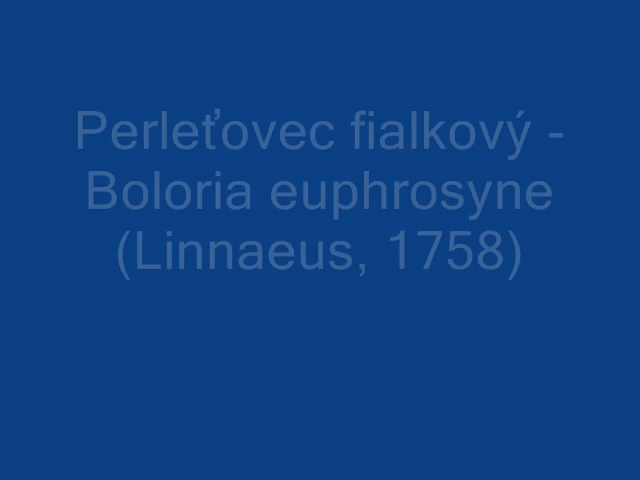 Perleťovec fialkový -
Boloria euphrosyne
(Linnaeus, 1758)